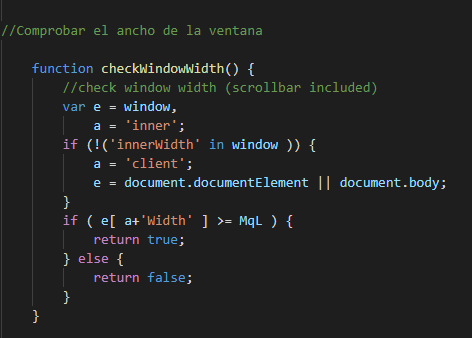 //Comprobar el ancho de la ventana
function checkWindowWidth() {
//check window width (scrollbar included)
var e = window,
a = 'inner';
if (!('innerWidth' in window )) {
a = 'client';
e = document.documentElement || document.body;
}
if ( e[ a+'Width' ] >= MqL ) {
return true;
} else {
return false;
}
}